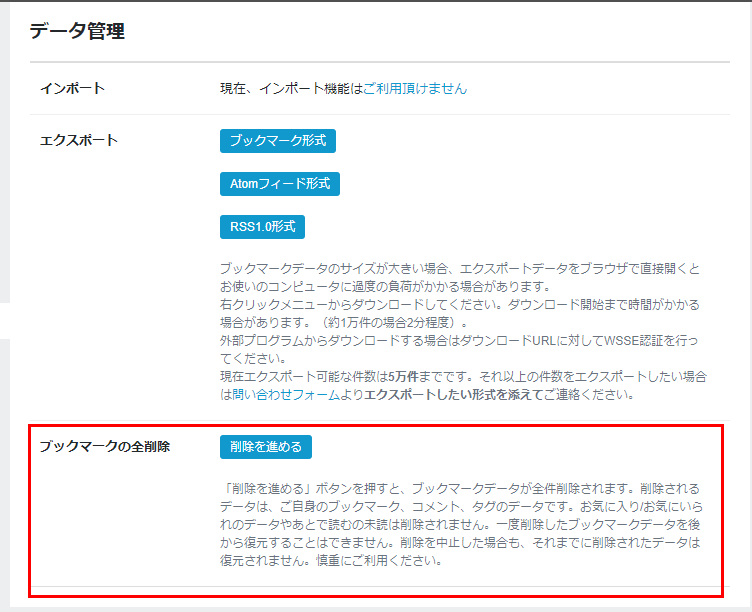 データ管理
インポート
現在、インポート機能はご利用頂けません
エクスポート
ブックマーク形式
Atomフィード形式
RSS1.0形式
ブックマークデータのサイズが大きい場合、エクスポートデータをブラウザで直接開くと
お使いのコンピュータに過度の負荷がかかる場合があります。
右クリックメニューからダウンロードしてください。ダウンロード開始まで時間がかかる
場合があります。（約1万件の場合2分程度）。
外部プログラムからダウンロードする場合はダウンロードURLに対してWSSE認証を行っ
てください。
現在エクスポート可能な件数は5万件までです。それ以上の件数をエクスポートしたい場合
は問い合わせフォームよりエクスポートしたい形式を添えてご連絡ください。
ブックマークの全削除
削除を進める
「削除を進める」ボタンを押すと、ブックマークデータが全件削除されます。削除される
データは、ご自身のブックマーク、コメント、タグのデータです。お気に入り/お気にいら
れのデータやあとで読むの未読は削除されません。一度削除したブックマークデータを後
から復元することはできません。削除を中止した場合も、それまでに削除されたデータは
復元されません。慎重にご利用ください。